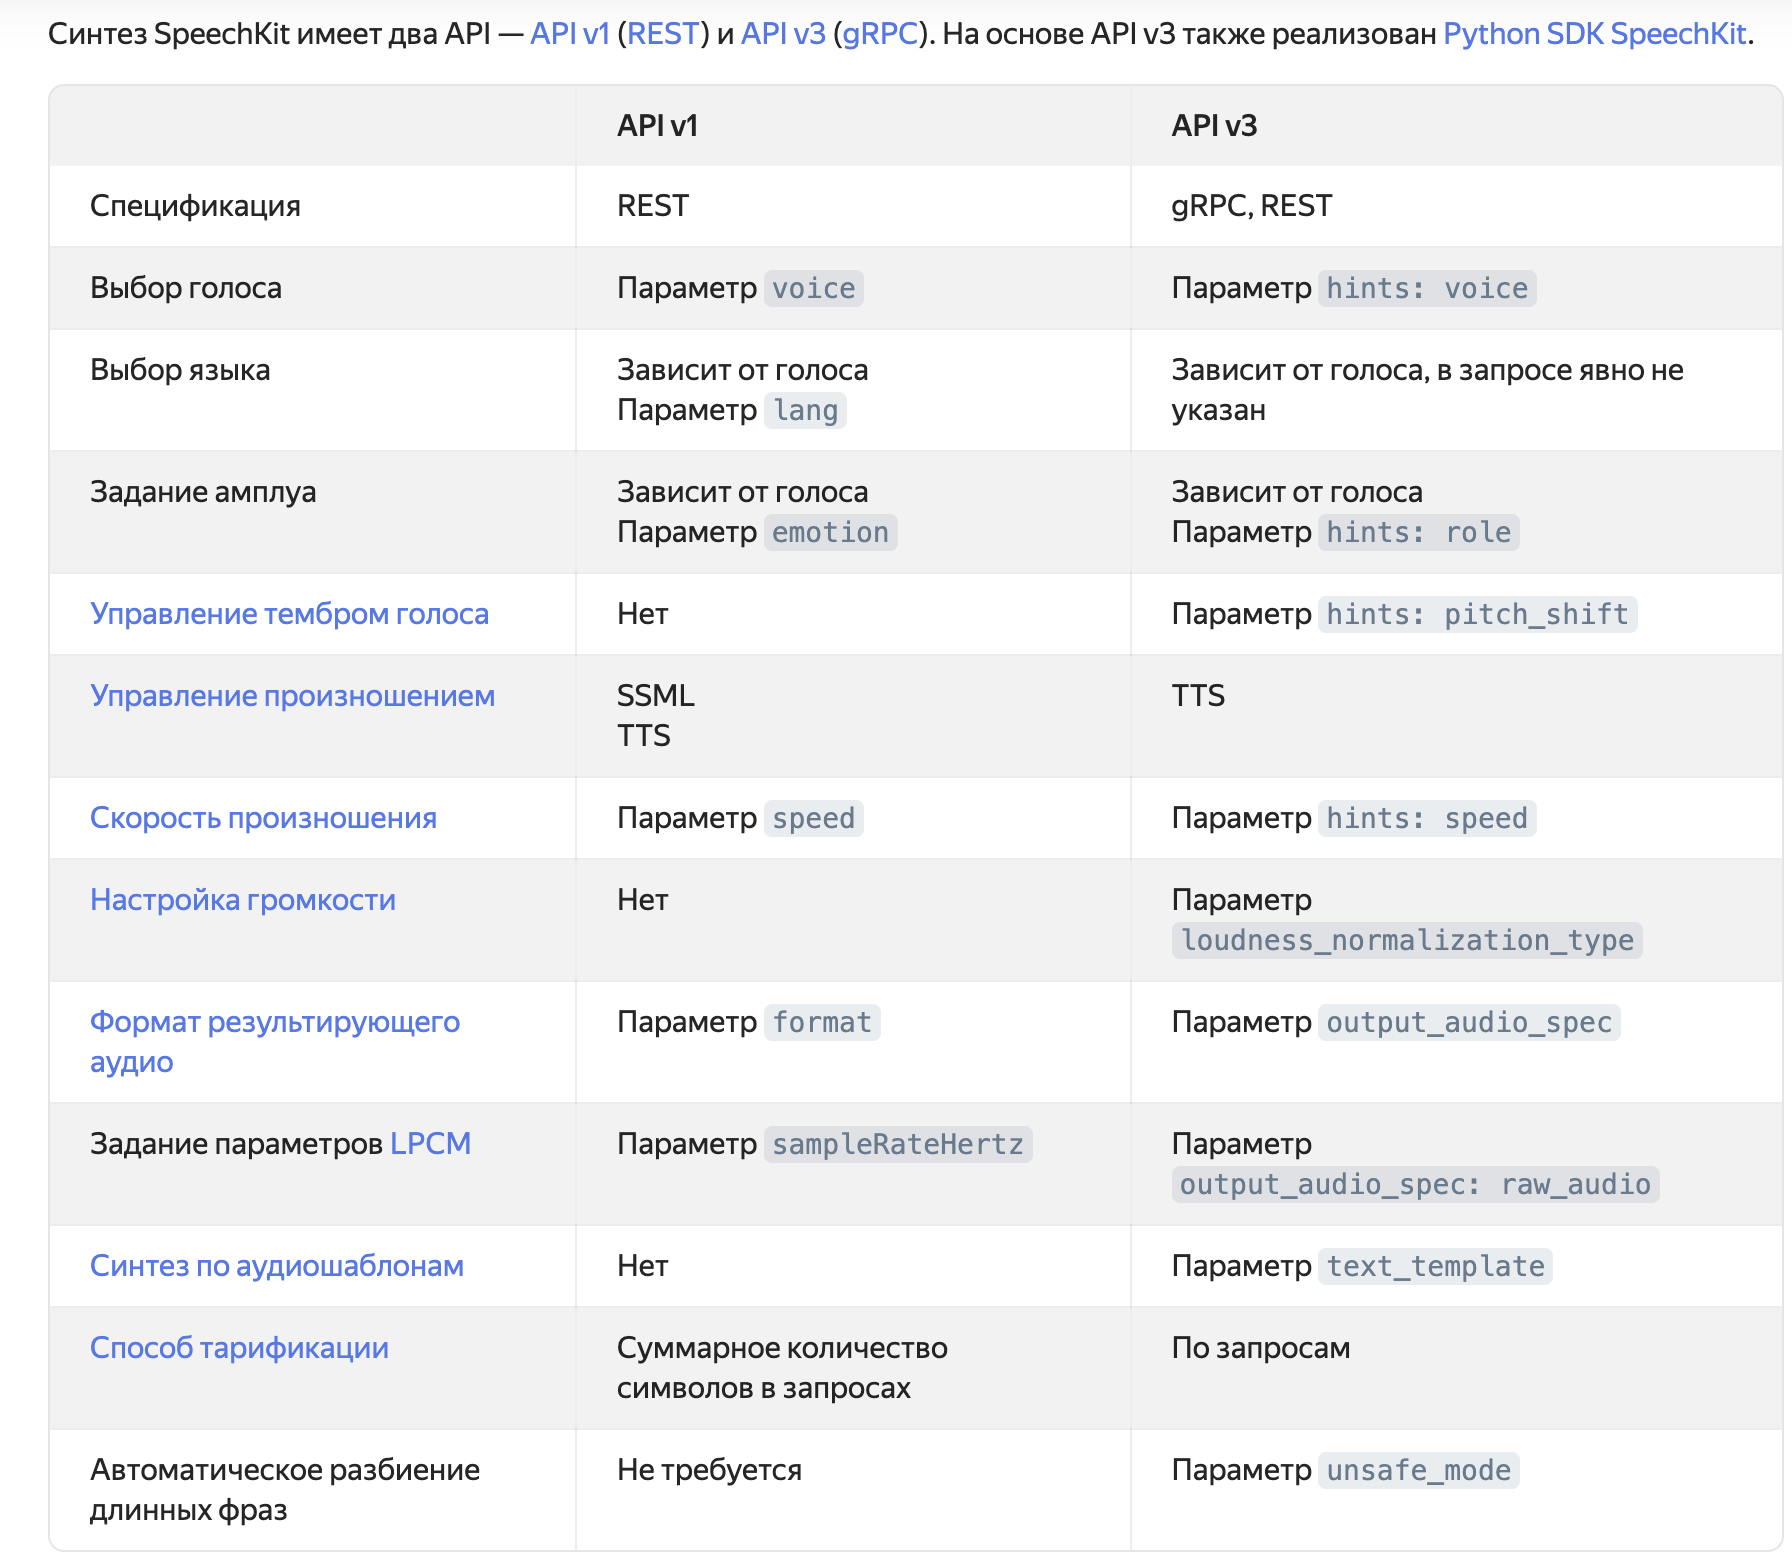 Синтез SpeechKit имеет два API — API v1 (REST) и API v3 (gRPC). На основе API v3 также реализован Python SDK SpeechKit.
API v1
API v3
Спецификация
REST
gRPC, REST
Выбор голоса
Параметр voice
Параметр hints: voice
Выбор языка
Зависит от голоса
Параметр lang
Зависит от голоса, в запросе явно не
указан
Задание амплуа
Зависит от голоса
Параметр emotion
Зависит от голоса
Параметр hints: role
Управление тембром голоса
Нет
Параметр hints: pitch_shift
Управление произношением
SSML
TTS
TTS
Скорость произношения
Параметр speed
Параметр hints: speed
Настройка громкости
Нет
Параметр
loudness_normalization_type
Формат результирующего
аудио
Параметр format
Параметр output_audio_spec
Задание параметров LPCM
Параметр sampleRateHertz
Параметр
output_audio_spec: raw_audio
Синтез по аудиошаблонам
Нет
Параметр text_template
Способ тарификации
Суммарное количество
символов в запросах
По запросам
Автоматическое разбиение
длинных фраз
Не требуется
Параметр unsafe_mode